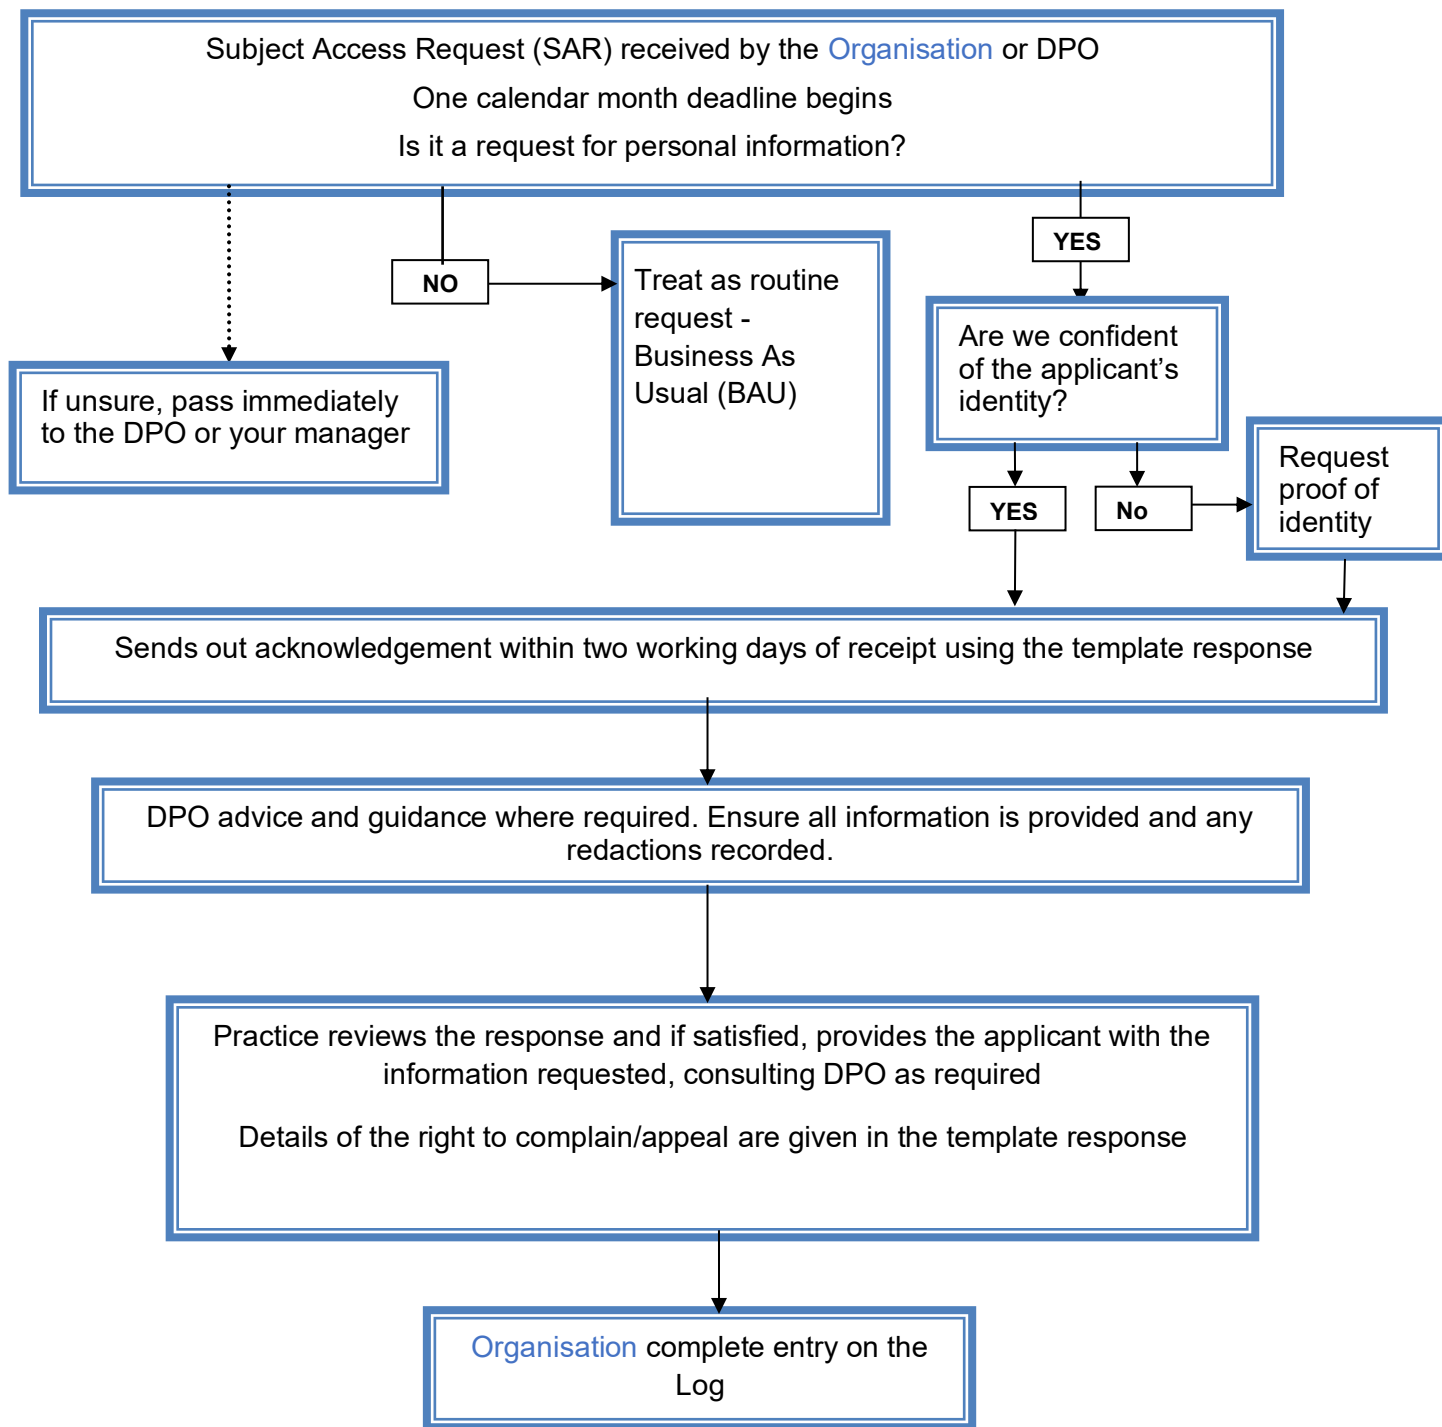 Subject Access Request (SAR) received by the Organisation or DPO
One calendar month deadline begins
Is it a request for personal information?
YES
NO
Treat as routine
request -
Business As
Usual (BAU)
Are we confident
of the applicant’s
identity?
If unsure, pass immediately
to the DPO or your manager
Request
proof of
identity
YES
No
Sends out acknowledgement within two working days of receipt using the template response
DPO advice and guidance where required. Ensure all information is provided and any
redactions recorded.
Practice reviews the response and if satisfied, provides the applicant with the
information requested, consulting DPO as required
Details of the right to complain/appeal are given in the template response
Organisation complete entry on the
Log